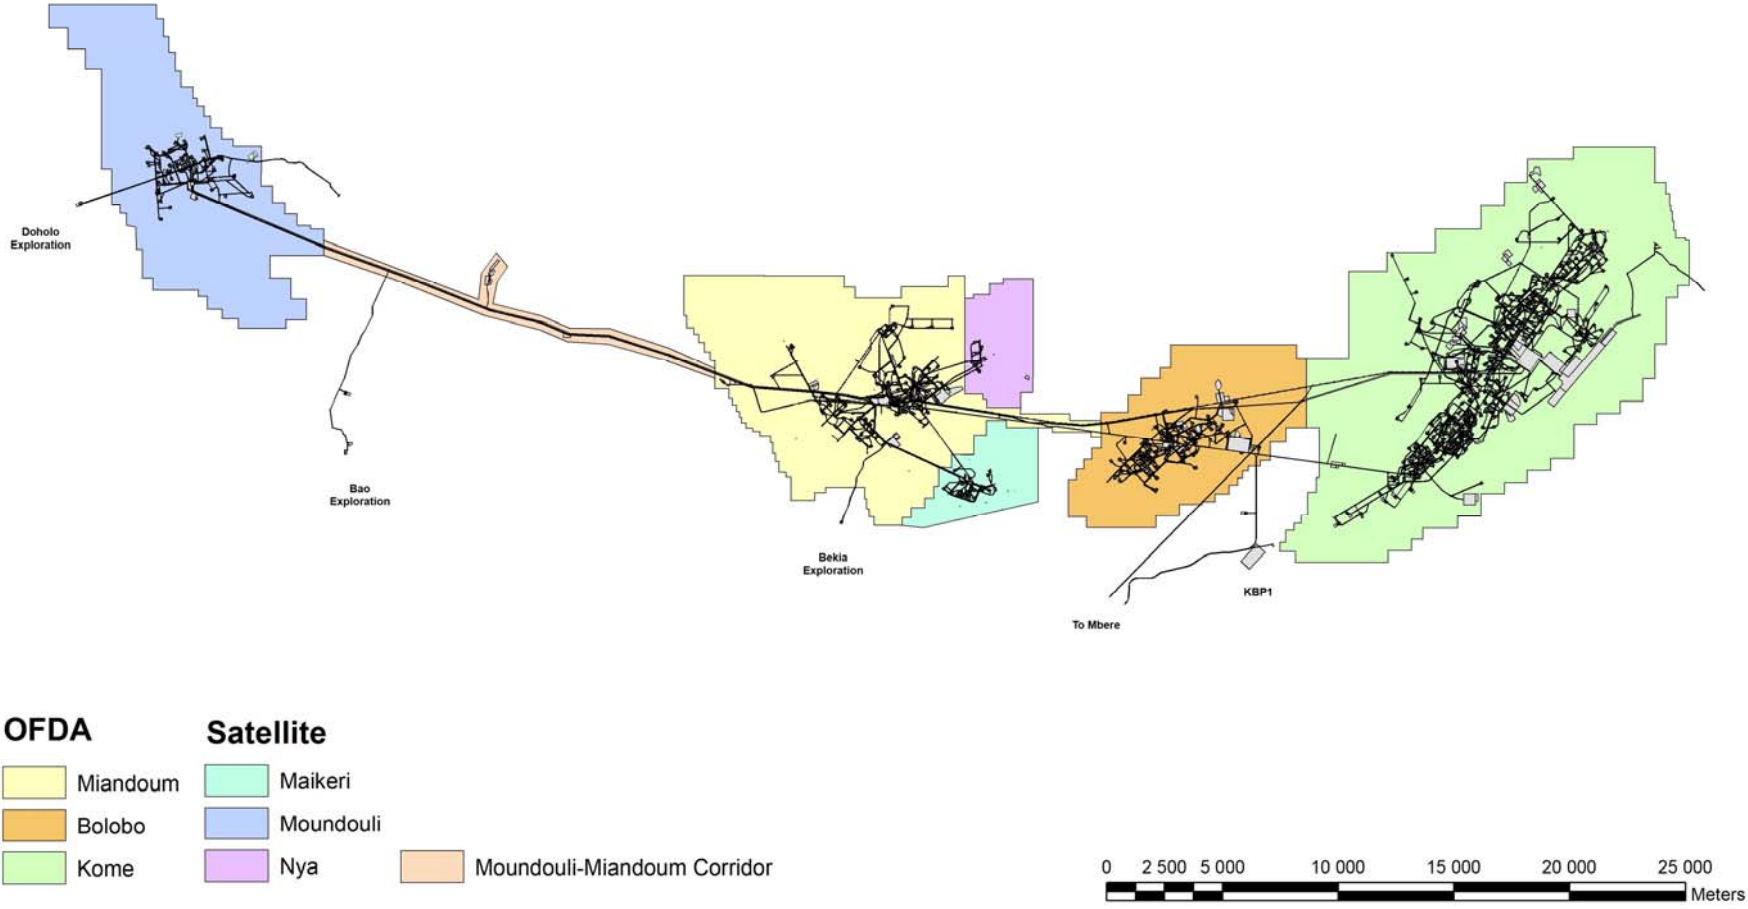 Doholo
Exploration
Bao
Exploration
Bekia
Exploration
KBP1
To Mbere
OFDA
Miandoum
Bolobo
Kome
Satellite
Maikeri
Moundouli
Nya
Moundouli-Miandoum Corridor
0 2 500 5 000 10 000 15 000 20 000 25 000
Meters